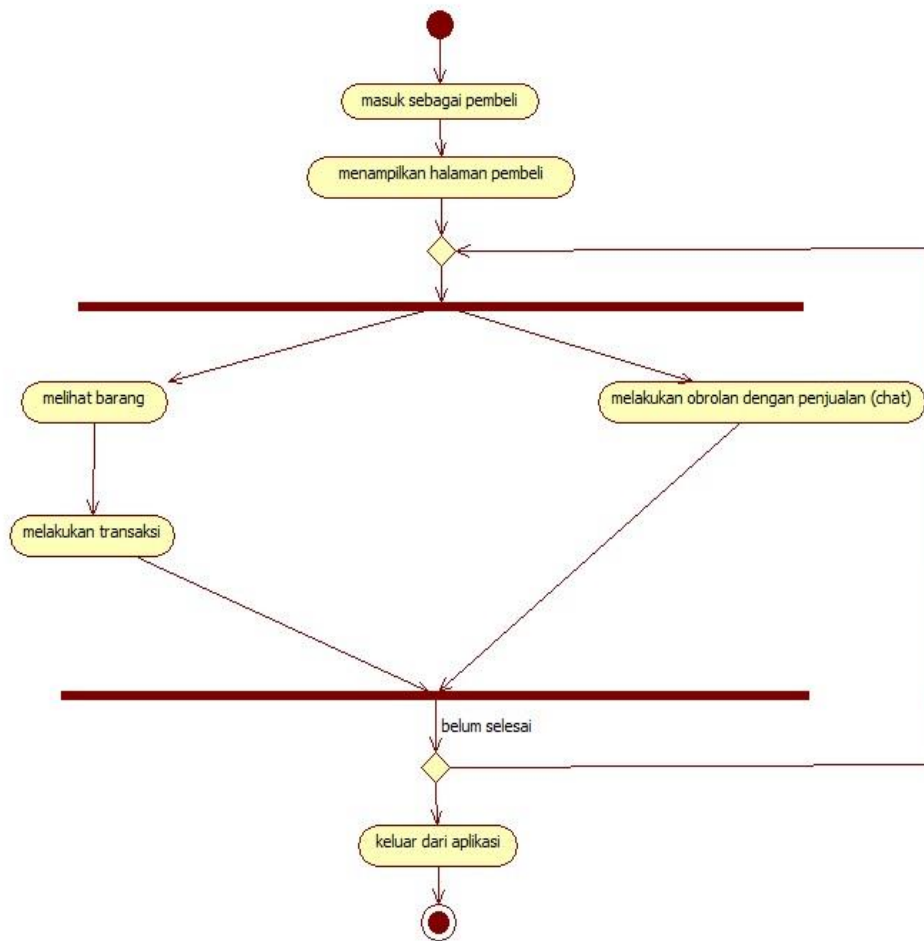 masuk sebagai pembeli
menampilkan halaman pembeli
melihat barang
melakukan obrolan dengan penjualan (chat)
melakukan transaksi
belum selesai
keluar dari aplikasi